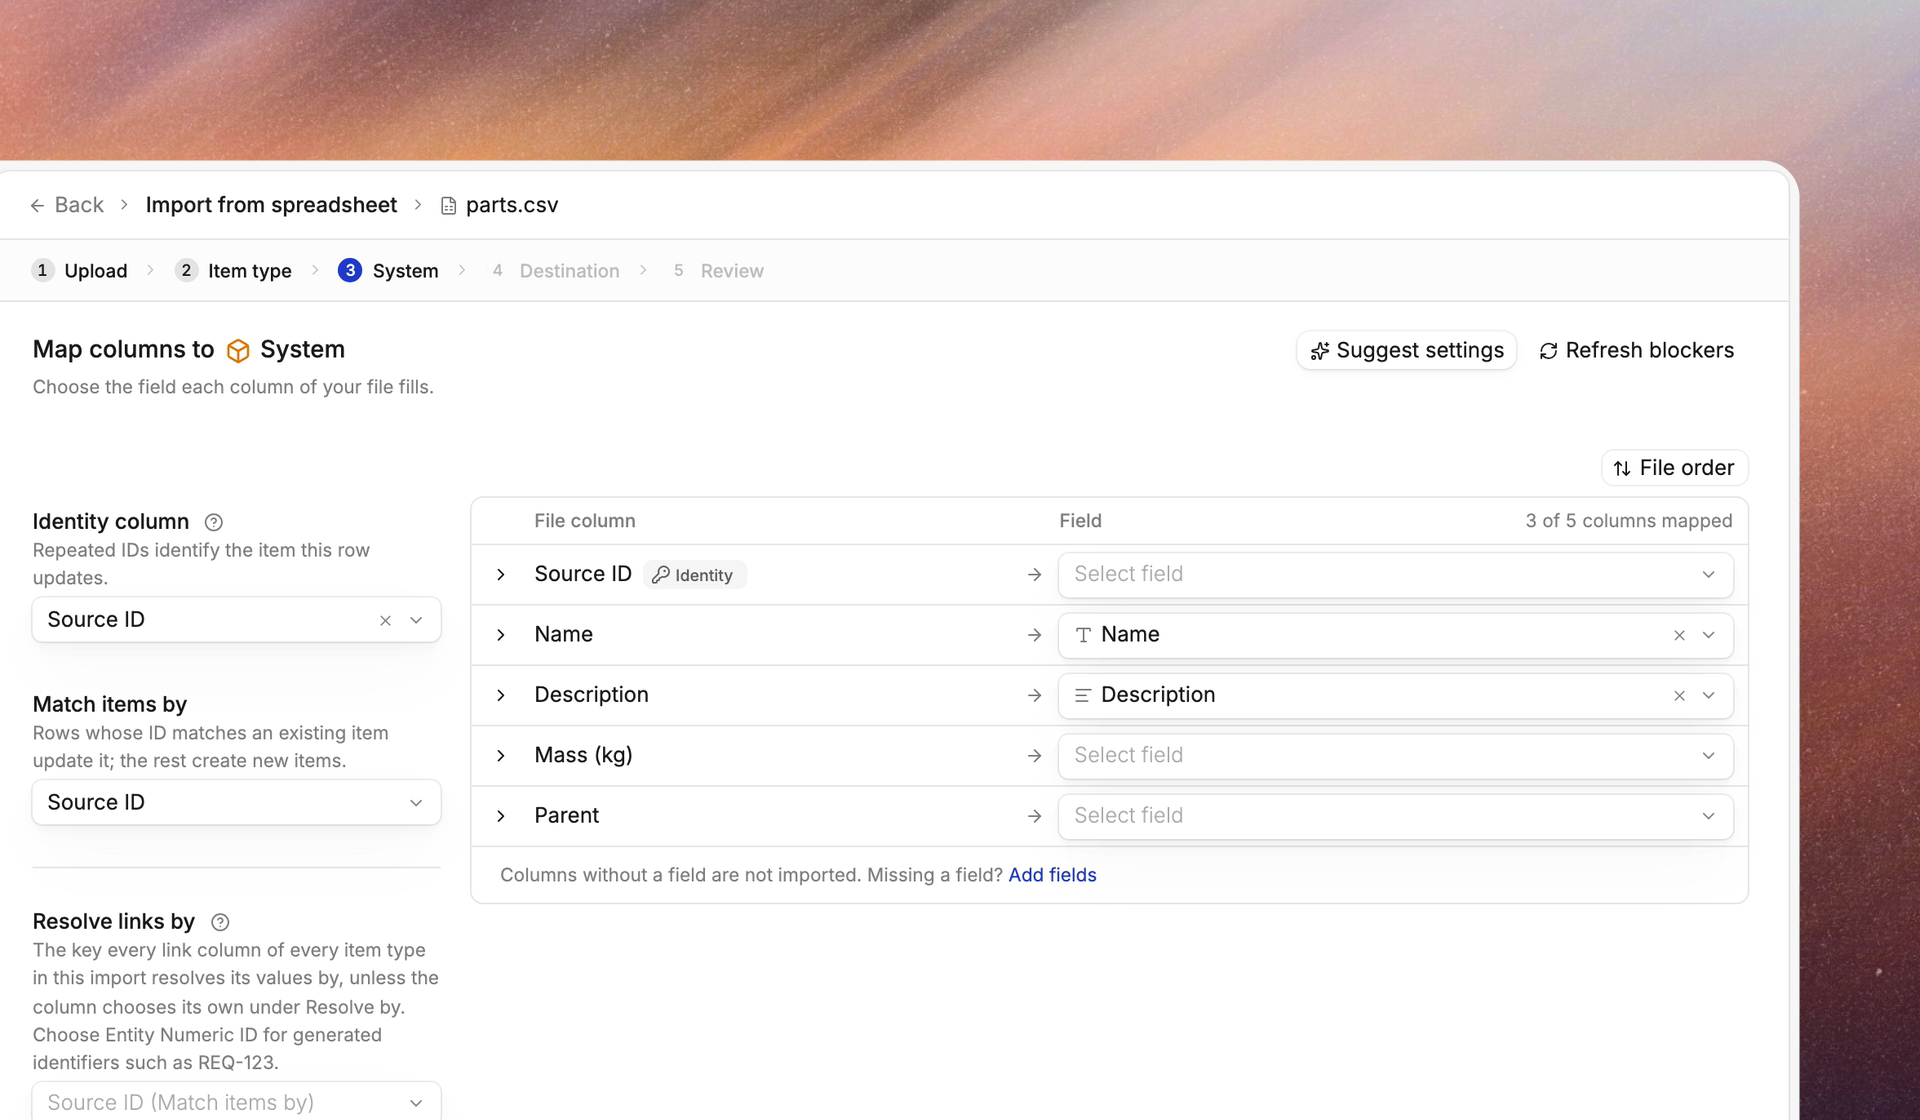 Back
Import from spreadsheet
parts.csv
1 Upload
2 Item type
3 System
4 Destination
5 Review
Map columns to System
Choose the field each column of your file fills.
Suggest settings
Refresh blockers
File order
Identity column
Repeated IDs identify the item this row
updates.
Source ID
Match items by
Rows whose ID matches an existing item
update it; the rest create new items.
Source ID
Resolve links by
The key every link column of every item type
in this import resolves its values by, unless the
column chooses its own under Resolve by.
Choose Entity Numeric ID for generated
identifiers such as REQ-123.
Source ID (Match items by)
File column Field 3 of 5 columns mapped
Source ID Identity Select field
Name Name
Description Description
Mass (kg) Select field
Parent Select field
Columns without a field are not imported. Missing a field? Add fields